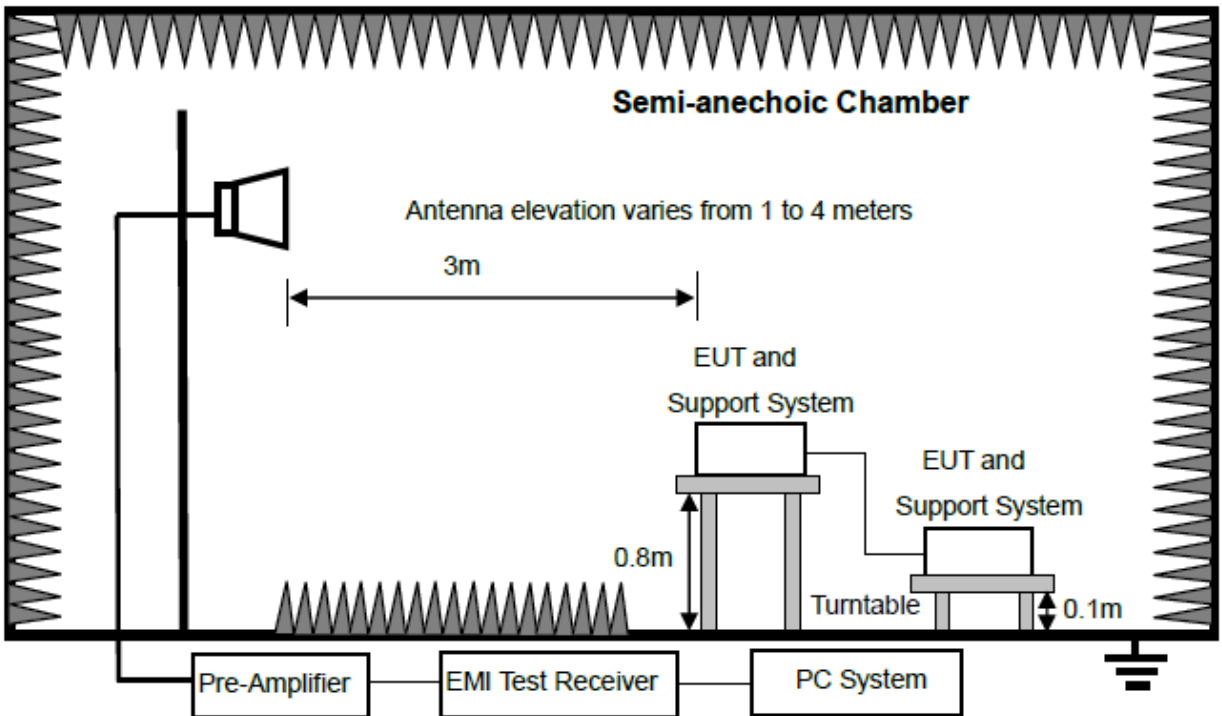 Semi-anechoic Chamber
Antenna elevation varies from 1 to 4 meters
3m
EUT and
Support System
EUT and
Support System
0.8m
Turntable
0.1m
Pre-Amplifier
EMI Test Receiver
PC System